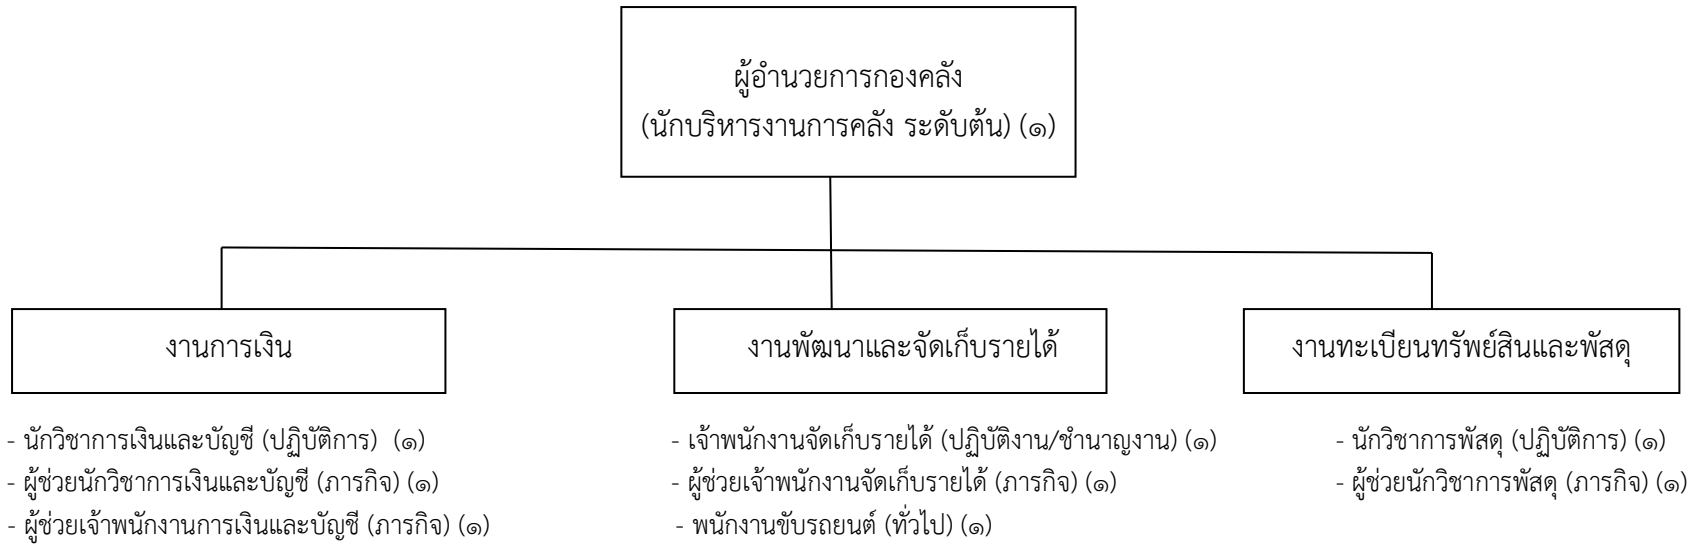 ผู้อำนวยการกองคลัง
(นักบริหารงานการคลัง ระดับต้น) (๑)
งานการเงิน
- นักวิชาการเงินและบัญชี (ปฏิบัติการ) (๑)
- ผู้ช่วยนักวิชาการเงินและบัญชี (ภารกิจ) (๑)
- ผู้ช่วยเจ้าพนักงานการเงินและบัญชี (ภารกิจ) (๑)
งานพัฒนาและจัดเก็บรายได้
- เจ้าพนักงานจัดเก็บรายได้ (ปฏิบัติงาน/ชำนาญงาน) (๑)
- ผู้ช่วยเจ้าพนักงานจัดเก็บรายได้ (ภารกิจ) (๑)
- พนักงานขับรถยนต์ (ทั่วไป) (๑)
งานทะเบียนทรัพย์สินและพัสดุ
- นักวิชาการพัสดุ (ปฏิบัติการ) (๑)
- ผู้ช่วยนักวิชาการพัสดุ (ภารกิจ) (๑)